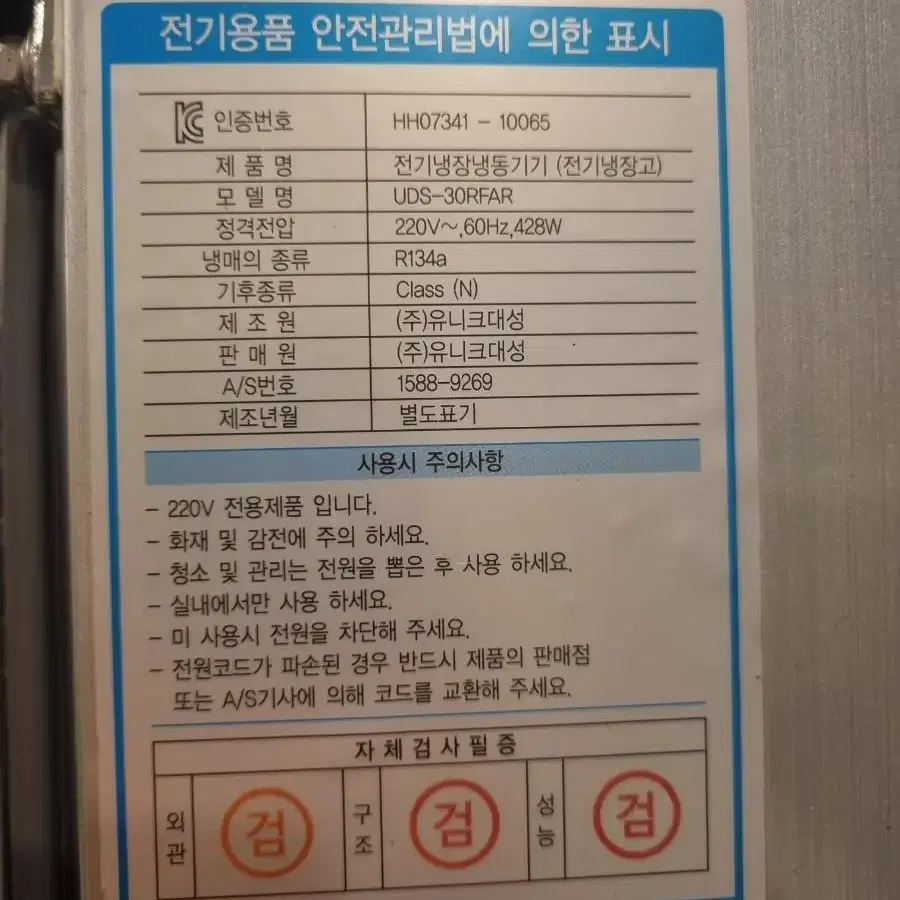 전기용품 안전관리법에 의한 표시
KC 인증번호 HH07341 - 10065
제 품 명 전기냉장냉동기기 (전기냉장고)
모 델 명 UDS-30RFAR
정격전압 220V~,60Hz,428W
냉매의 종류 R134a
기후종류 Class (N)
제 조 원 (주)유니크대성
판 매 원 (주)유니크대성
A/S번호 1588-9269
제조년월 별도표기
사용시 주의사항
- 220V 전용제품 입니다.
- 화재 및 감전에 주의 하세요.
- 청소 및 관리는 전원을 뽑은 후 사용 하세요.
- 실내에서만 사용 하세요.
- 미 사용시 전원을 차단해 주세요.
- 전원코드가 파손된 경우 반드시 제품의 판매점
또는 A/S기사에 의해 코드를 교환해 주세요.
자 체 검 사 필 증
외관 검 구조 검 성능 검